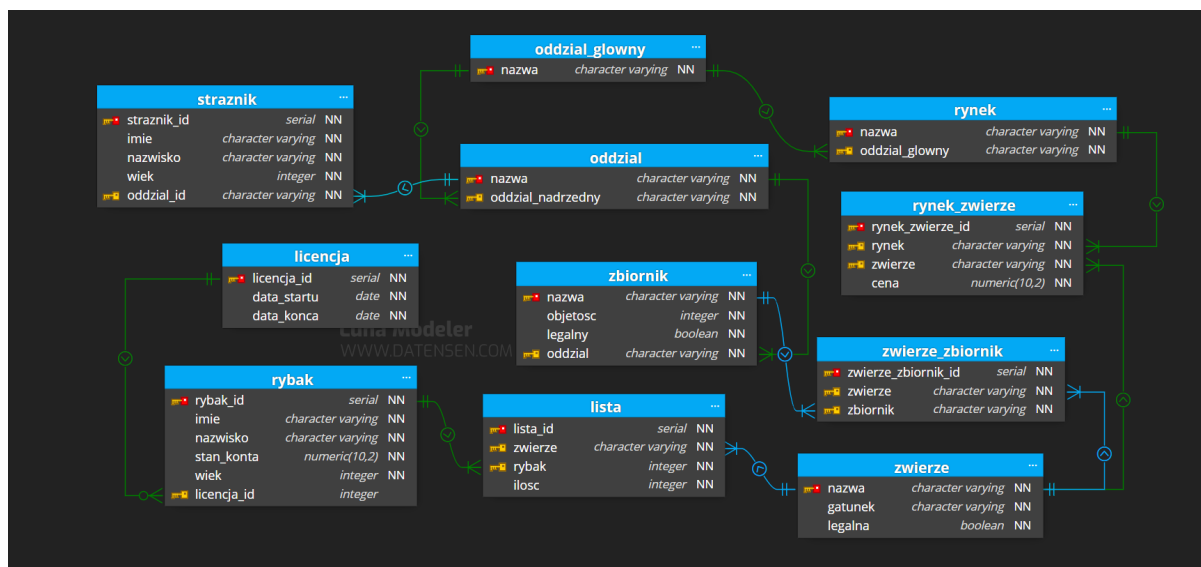 oddzial_glowny ...
nazwa character varying NN
straznik ...
straznik_id serial NN
imie character varying NN
nazwisko character varying NN
wiek integer NN
oddzial_id character varying NN
rynek ...
nazwa character varying NN
oddzial_glowny character varying NN
oddzial ...
nazwa character varying NN
oddzial_nadrzedny character varying NN
rynek_zwierze ...
rynek_zwierze_id serial NN
rynek character varying NN
zwierze character varying NN
cena numeric(10,2) NN
licencja ...
licencja_id serial NN
data_startu date NN
data_konca date NN
zbiornik ...
nazwa character varying NN
objetosc integer NN
legalny boolean NN
oddzial character varying NN
Luna Modeler
WWW.DATENSEN.COM
zwierze_zbiornik ...
zwierze_zbiornik_id serial NN
zwierze character varying NN
zbiornik character varying NN
rybak ...
rybak_id serial NN
imie character varying NN
nazwisko character varying NN
stan_konta numeric(10,2) NN
wiek integer NN
licencja_id integer
lista ...
lista_id serial NN
zwierze character varying NN
rybak integer NN
ilosc integer NN
zwierze ...
nazwa character varying NN
gatunek character varying NN
legalna boolean NN